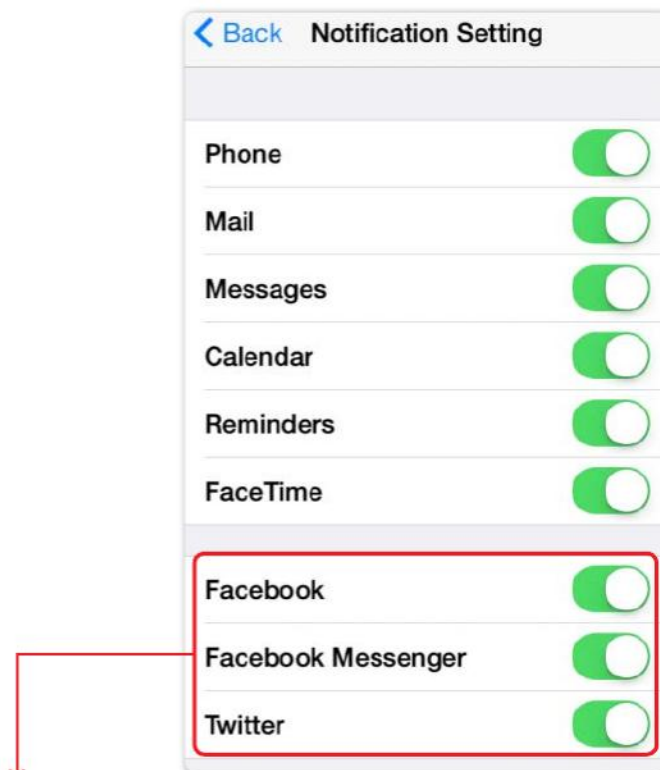 Back Notification Setting
Phone
Mail
Messages
Calendar
Reminders
FaceTime
Facebook
Facebook Messenger
Twitter